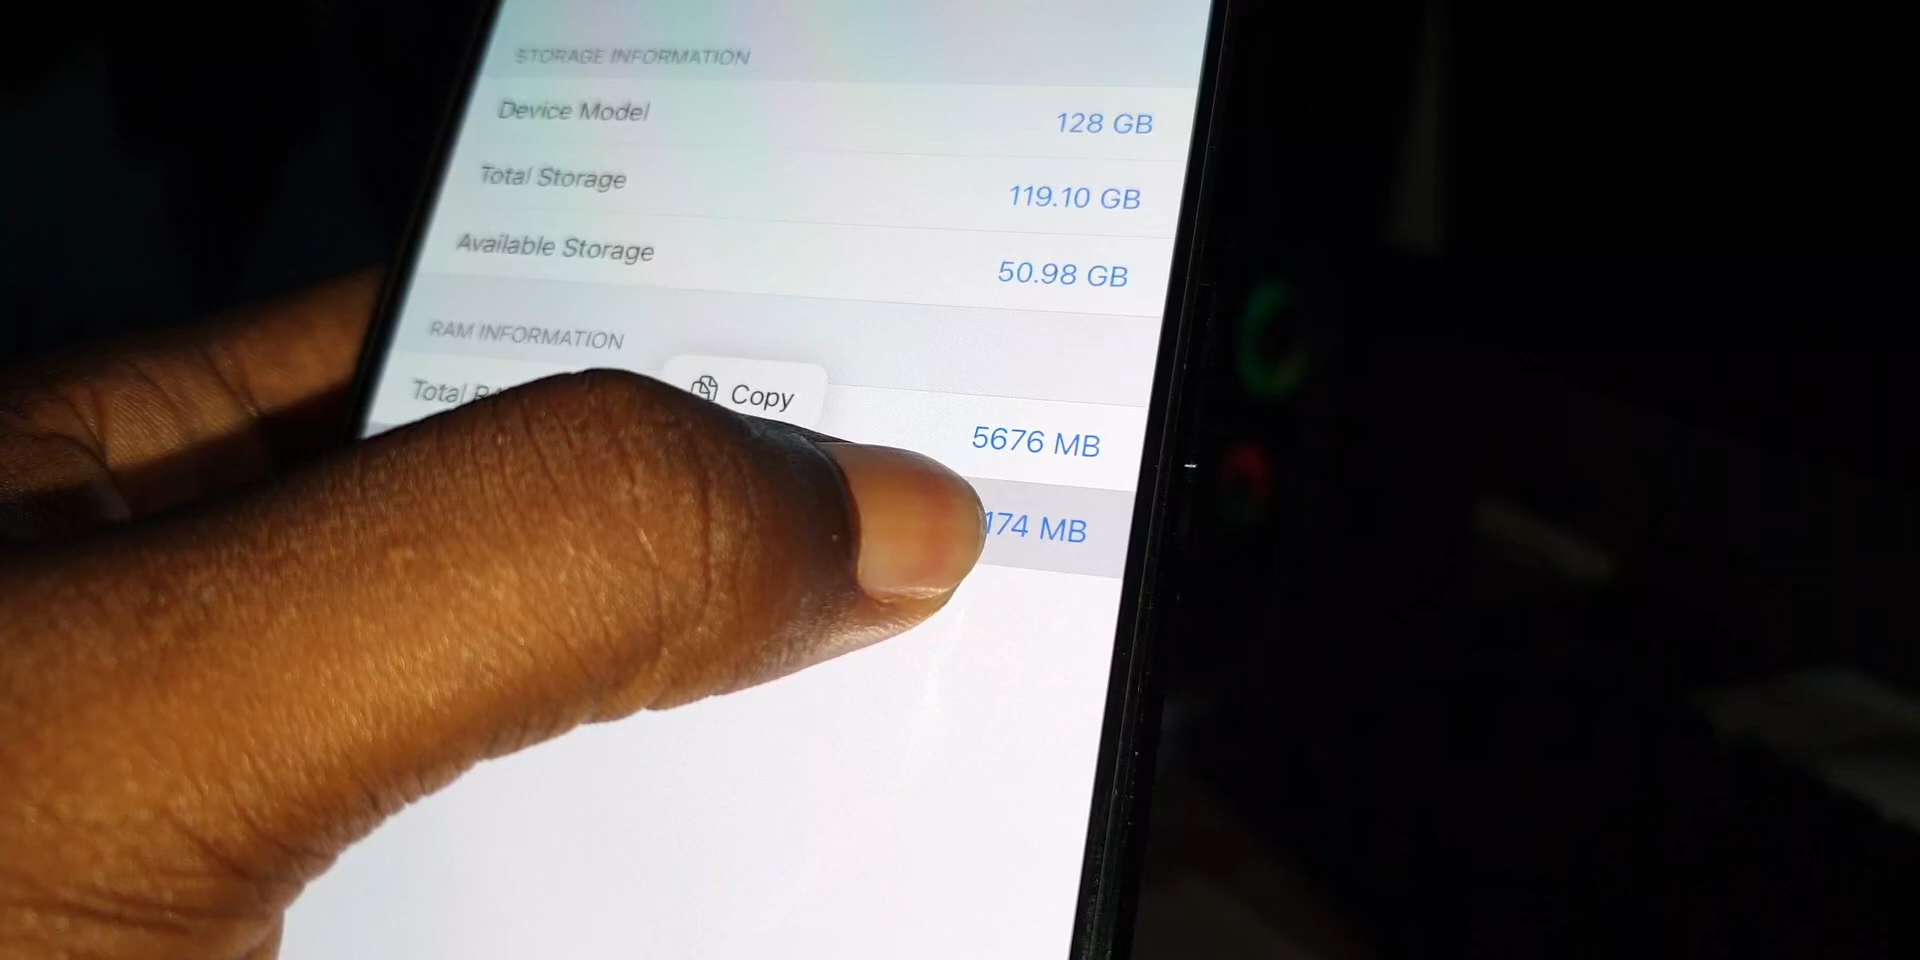 STORAGE INFORMATION
Device Model 128 GB
Total Storage 119.10 GB
Available Storage 50.98 GB
RAM INFORMATION
Copy
Total 5676 MB
174 MB